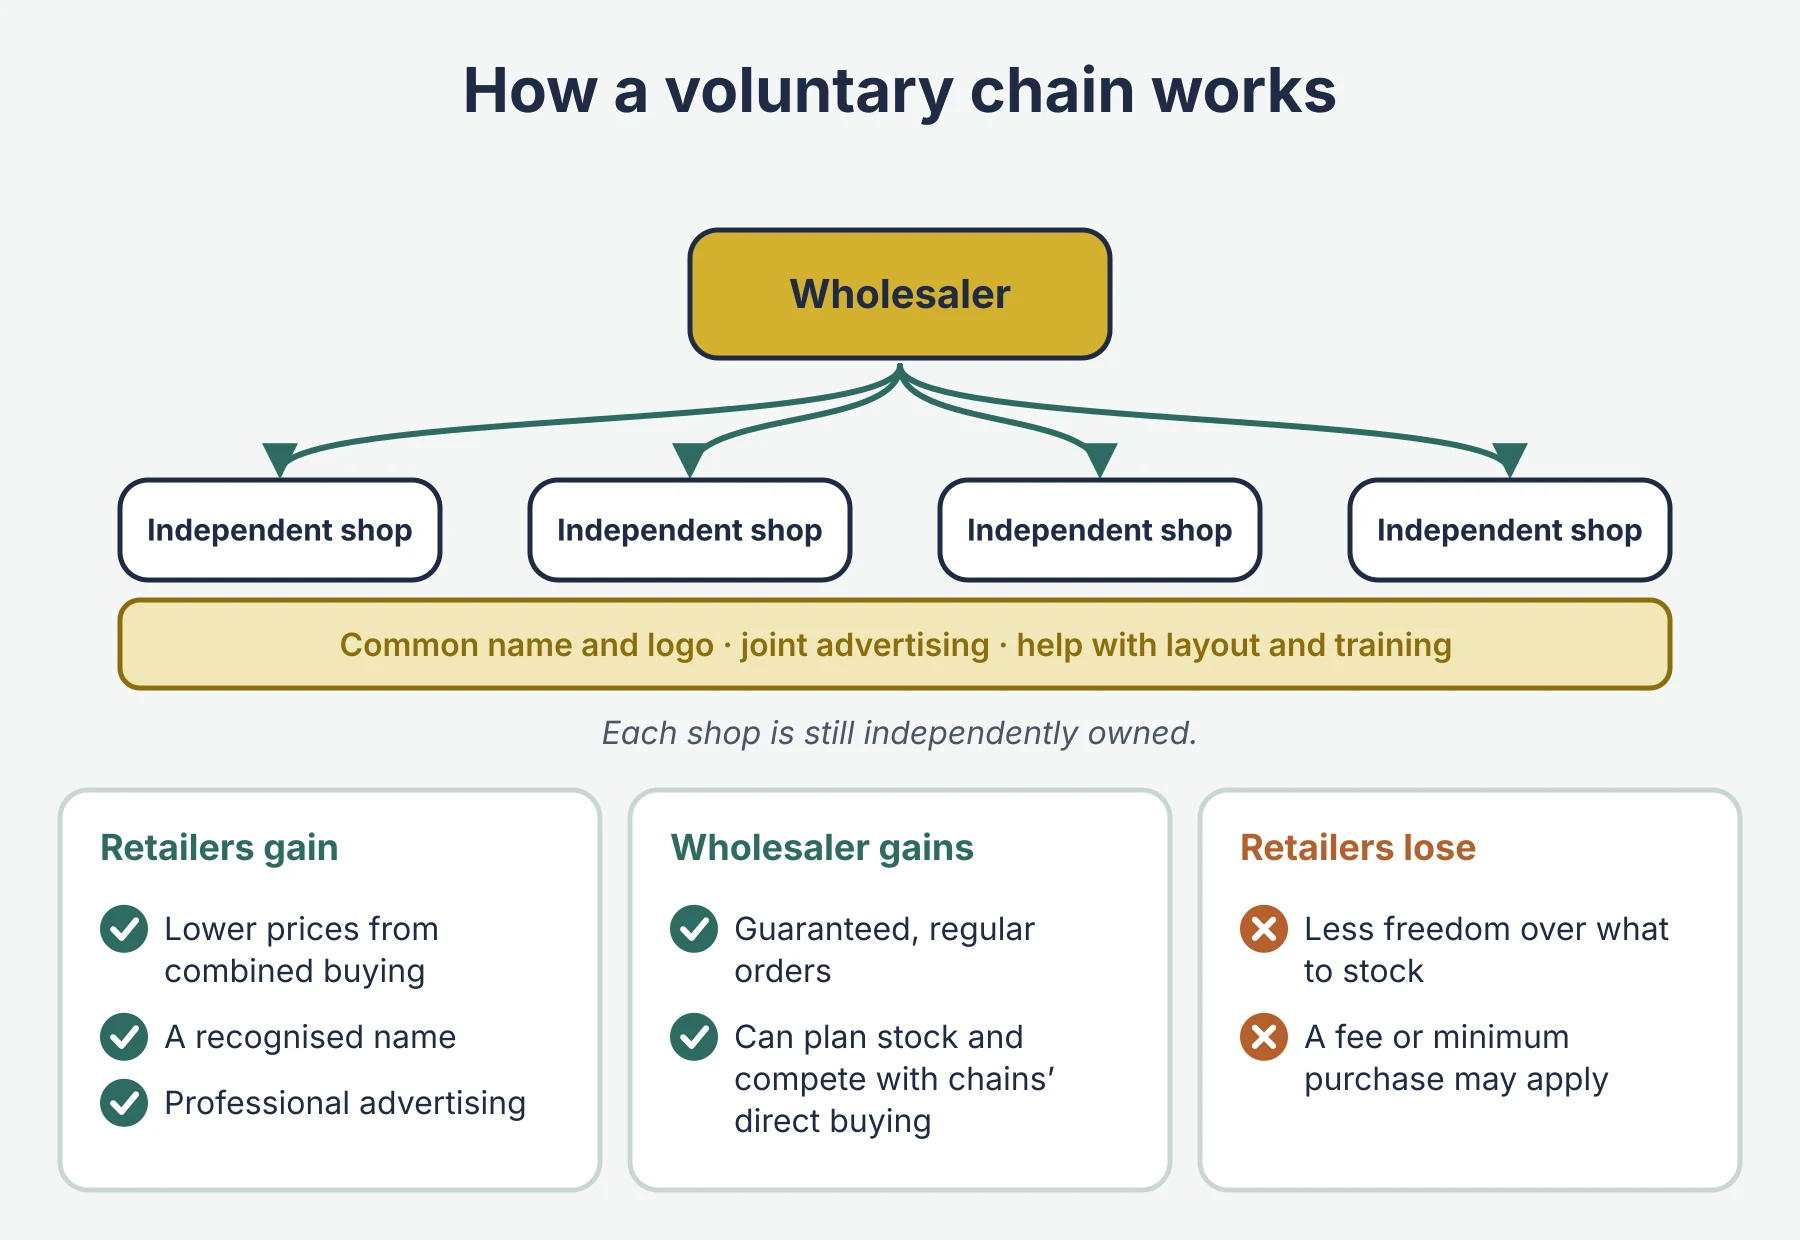 How a voluntary chain works
Wholesaler
Independent shop
Independent shop
Independent shop
Independent shop
Common name and logo · joint advertising · help with layout and training
Each shop is still independently owned.
Retailers gain
Lower prices from
combined buying
A recognised name
Professional advertising
Wholesaler gains
Guaranteed, regular
orders
Can plan stock and
compete with chains’
direct buying
Retailers lose
Less freedom over what
to stock
A fee or minimum
purchase may apply